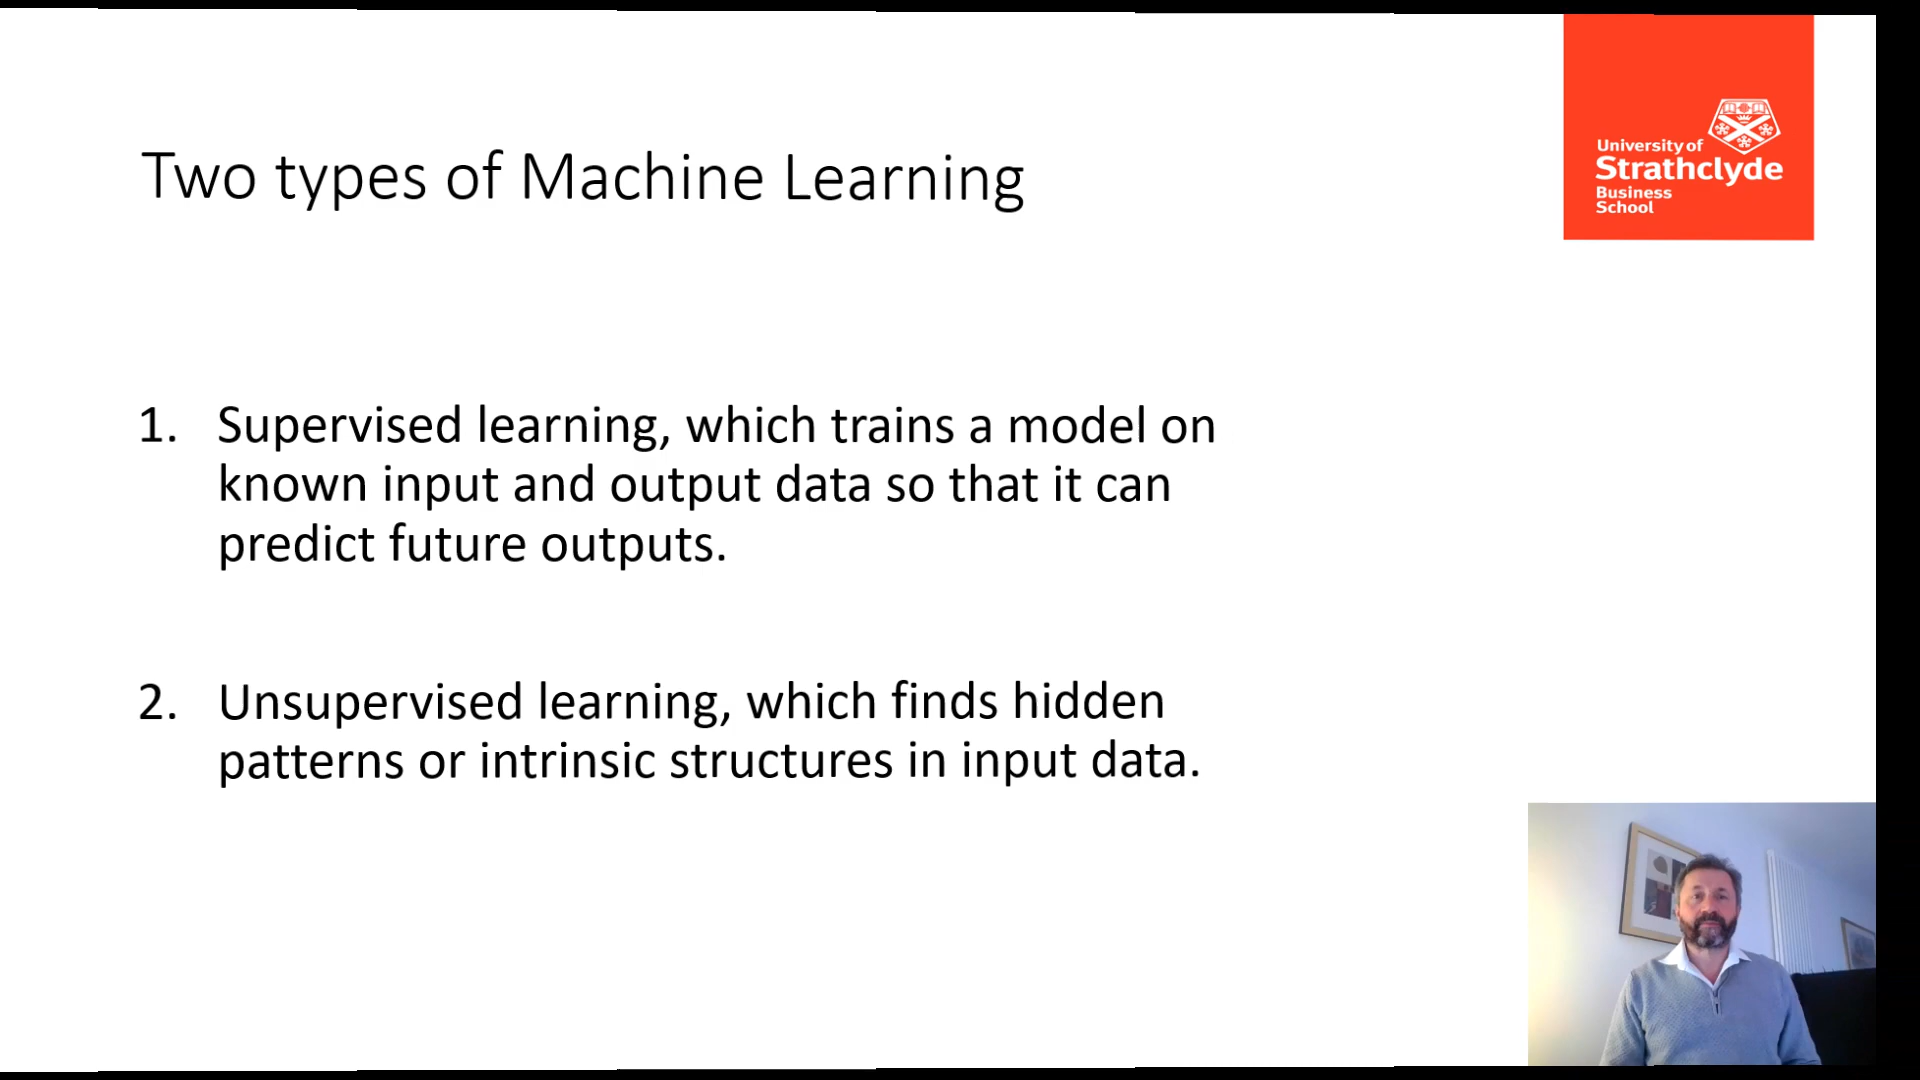 Two types of Machine Learning
University of
Strathclyde
Business
School
1. Supervised learning, which trains a model on
known input and output data so that it can
predict future outputs.
2. Unsupervised learning, which finds hidden
patterns or intrinsic structures in input data.